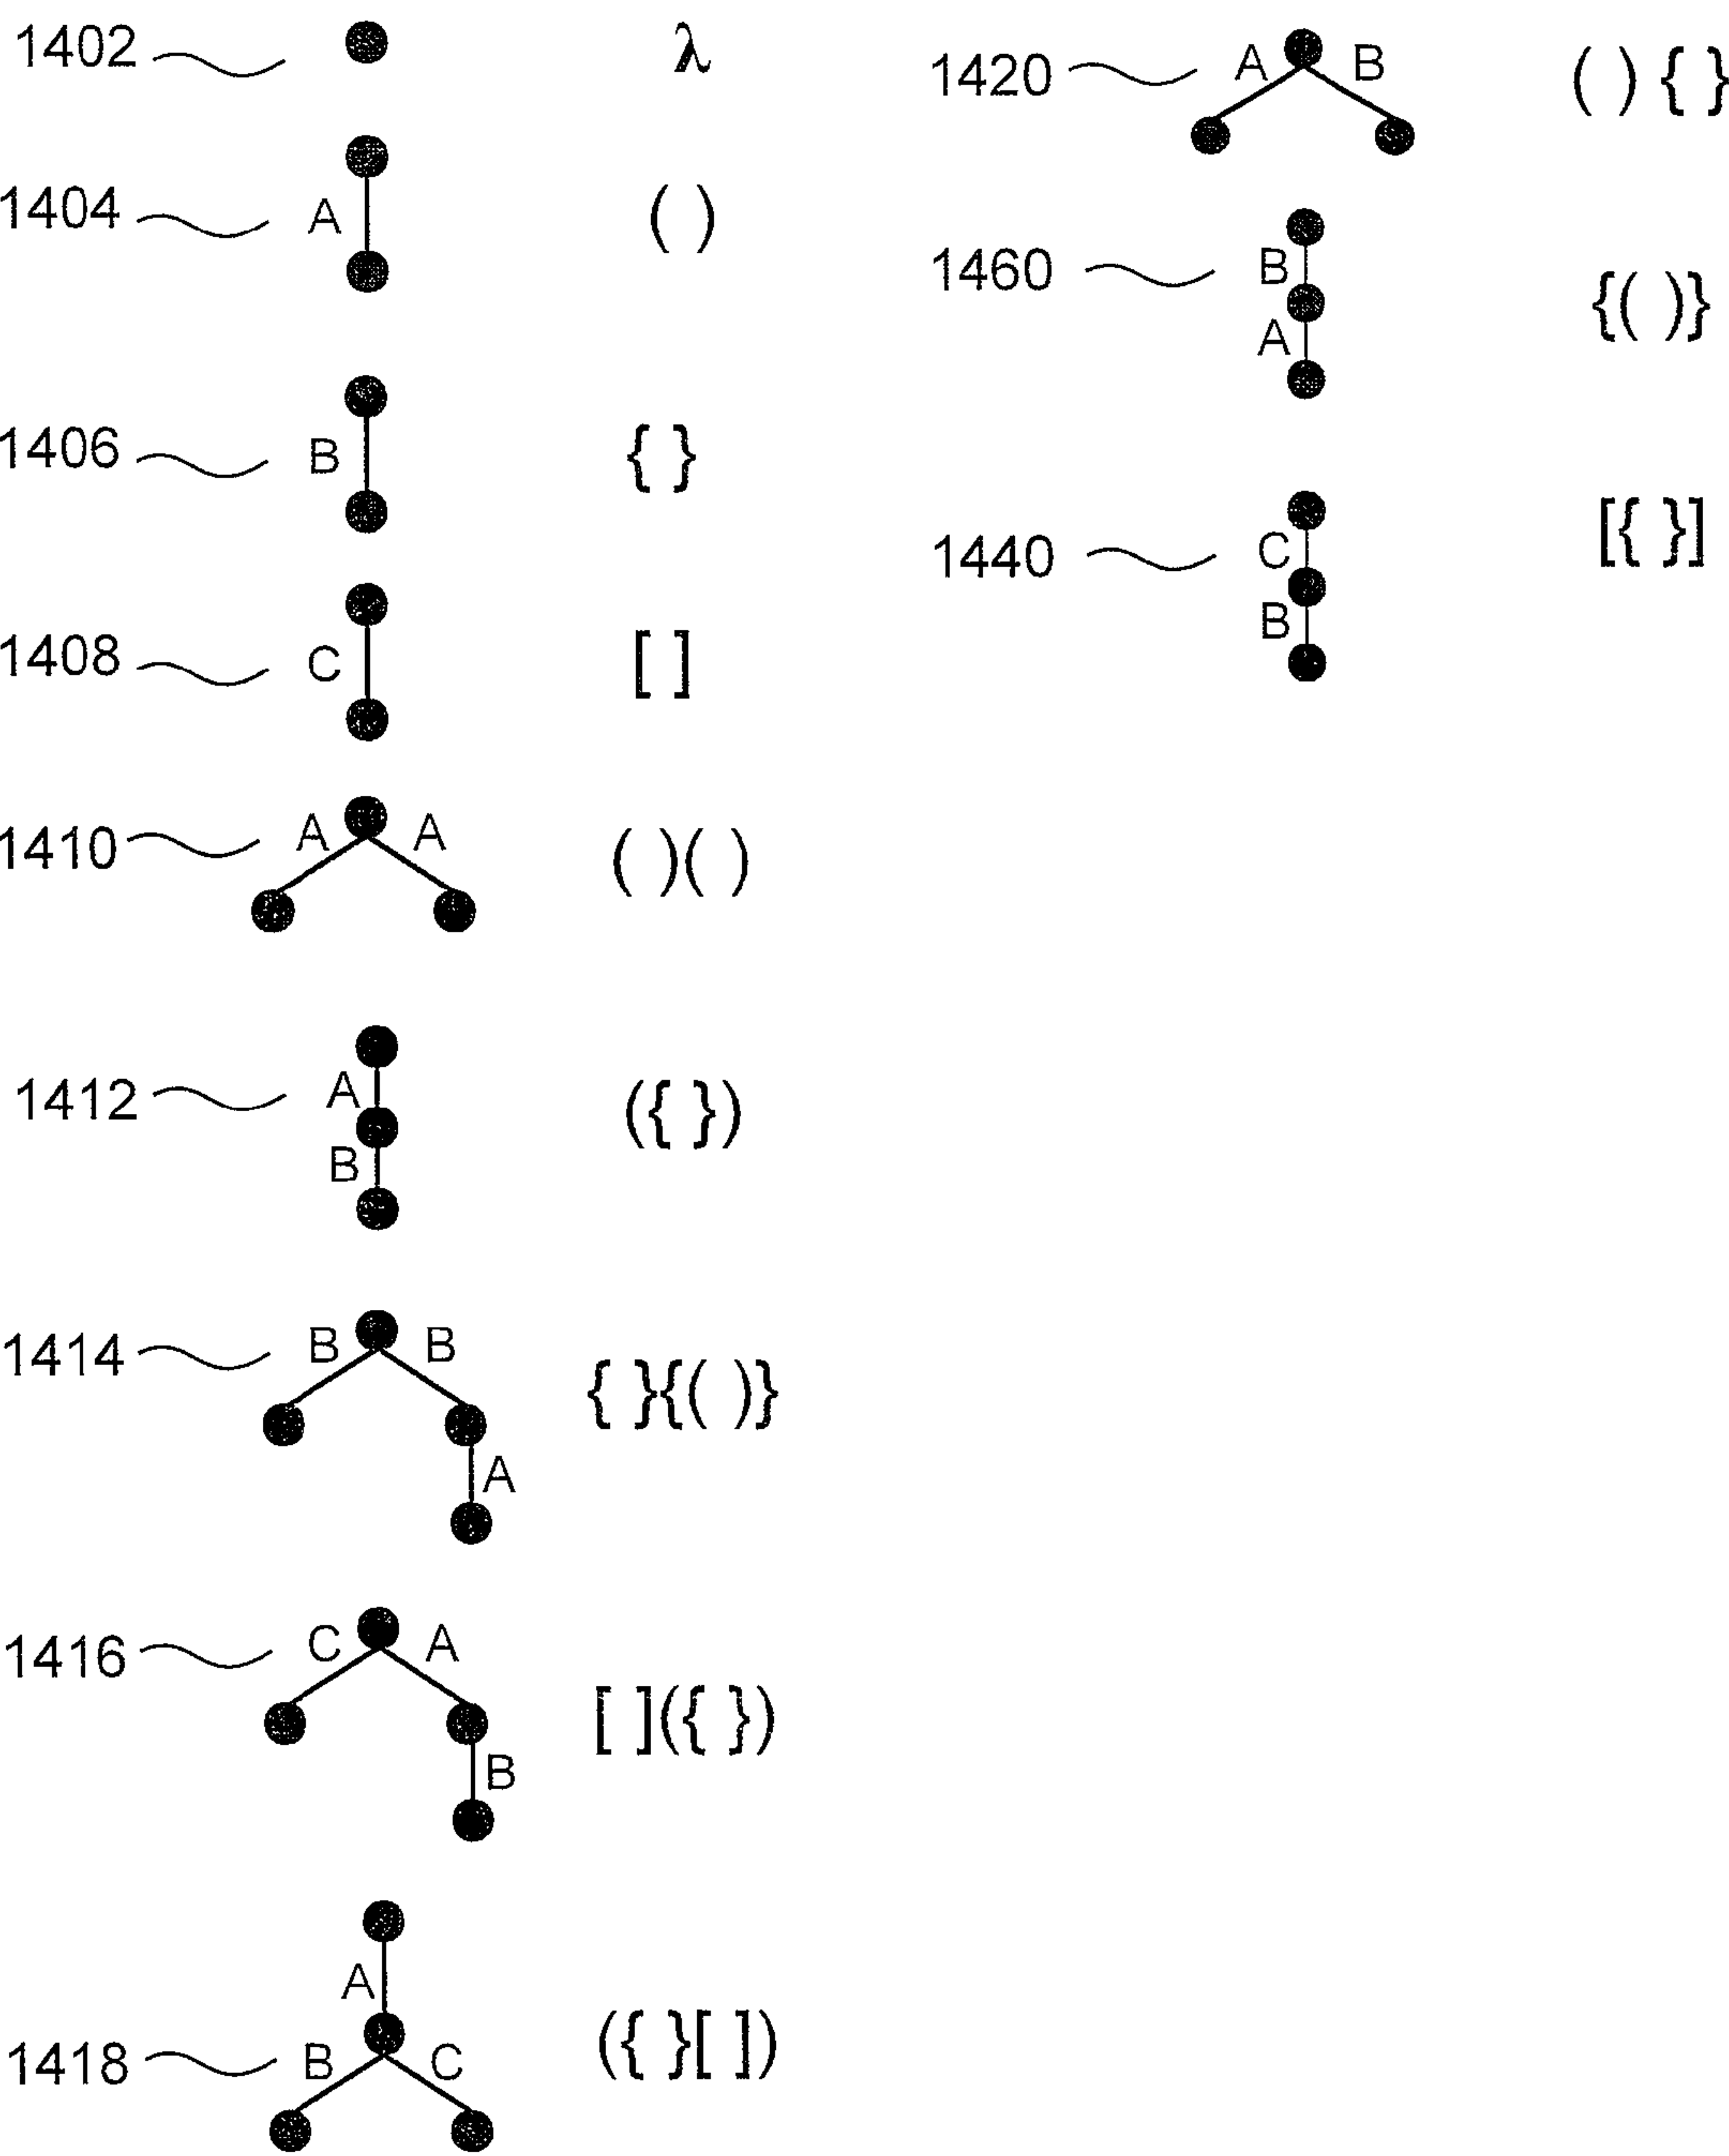 1402 λ
1404 A ( )
1406 B { }
1408 C [ ]
1410 A A ( )( )
1412 A ({ })
B
1414 B B { }{( )}
A
1416 C A [ ]({ })
B
A
1418 B C ({ }[ ])
1420 A B ( ) { }
1460 B {( )}
A
1440 C [{ }]
B